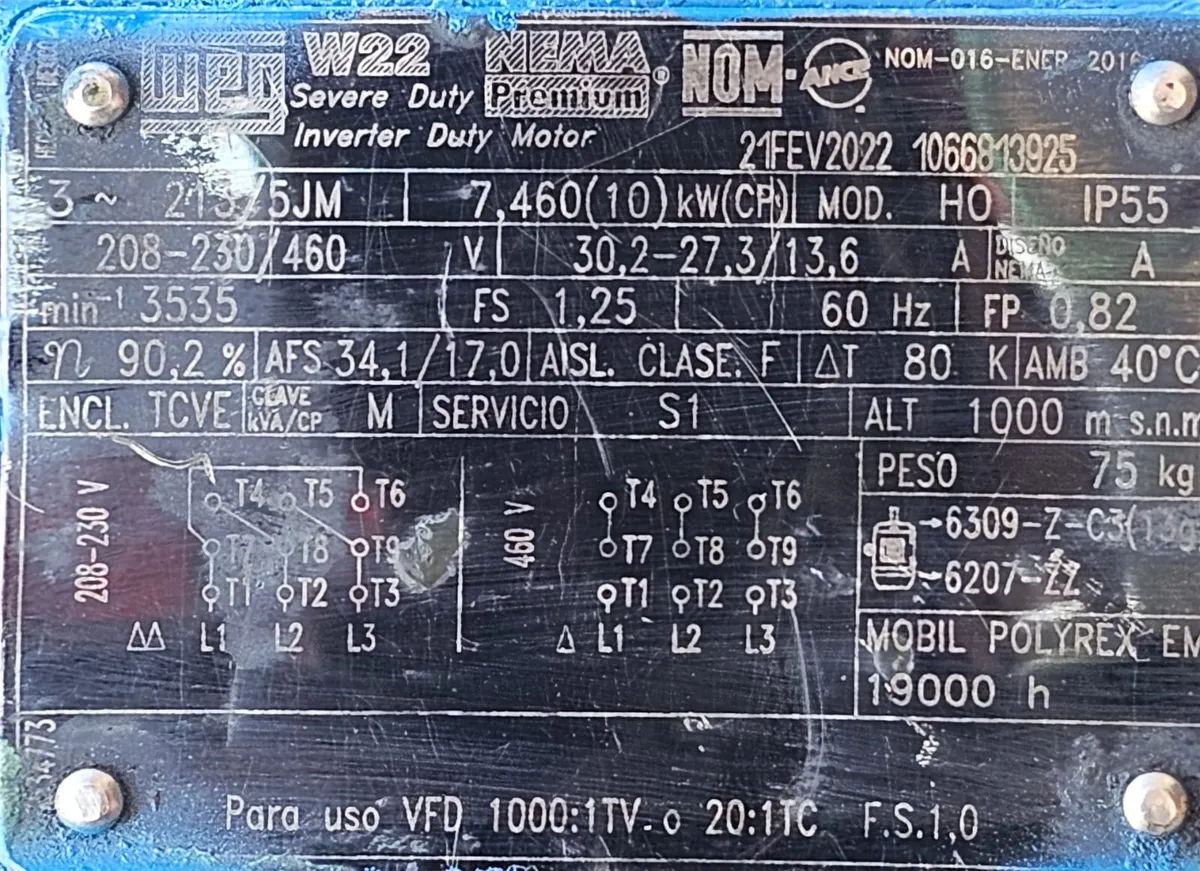 WEG W22 NEMA Premium® NOM-ANCE NOM-016-ENER 2016
Severe Duty
Inverter Duty Motor
21FEV2022 1066813925
3 ~ 213/5JM 7,460(10)kW(CP) MOD. HO IP55
208-230/460 V 30,2-27,3/13,6 A DISEÑO NEMA A
min⁻¹ 3535 FS 1,25 60 Hz FP 0,82
η 90,2 % AFS 34,1/17,0 AISL. CLASE. F ΔT 80 K AMB 40°C
ENCL. TCVE CLAVE kVA/CP M SERVICIO S1 ALT 1000 m s.n.m
PESO 75 kg
208-230 V
T4 T5 T6
T7 T8 T9
T1 T2 T3
ΔΔ L1 L2 L3
460 V
T4 T5 T6
T7 T8 T9
T1 T2 T3
Δ L1 L2 L3
→6309-Z-C3(13g
→6207-ZZ
MOBIL POLYREX EM
19000 h
Para uso VFD 1000:1TV. o 20:1TC F.S.1,0